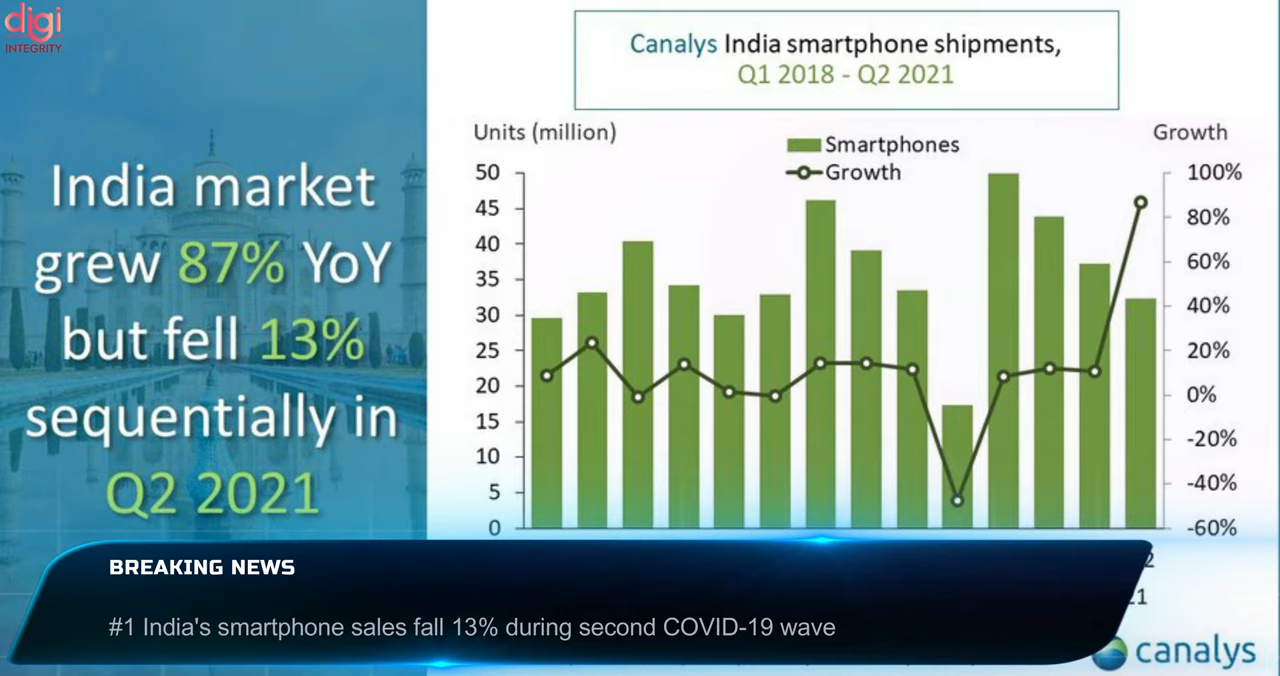 digi
INTEGRITY
India market
grew 87% YoY
but fell 13%
sequentially in
Q2 2021
Canalys India smartphone shipments,
Q1 2018 - Q2 2021
Units (million)
Growth
Smartphones
Growth
50
45
40
35
30
25
20
15
10
5
0
100%
80%
60%
40%
20%
0%
-20%
-40%
-60%
BREAKING NEWS
#1 India's smartphone sales fall 13% during second COVID-19 wave
canalys